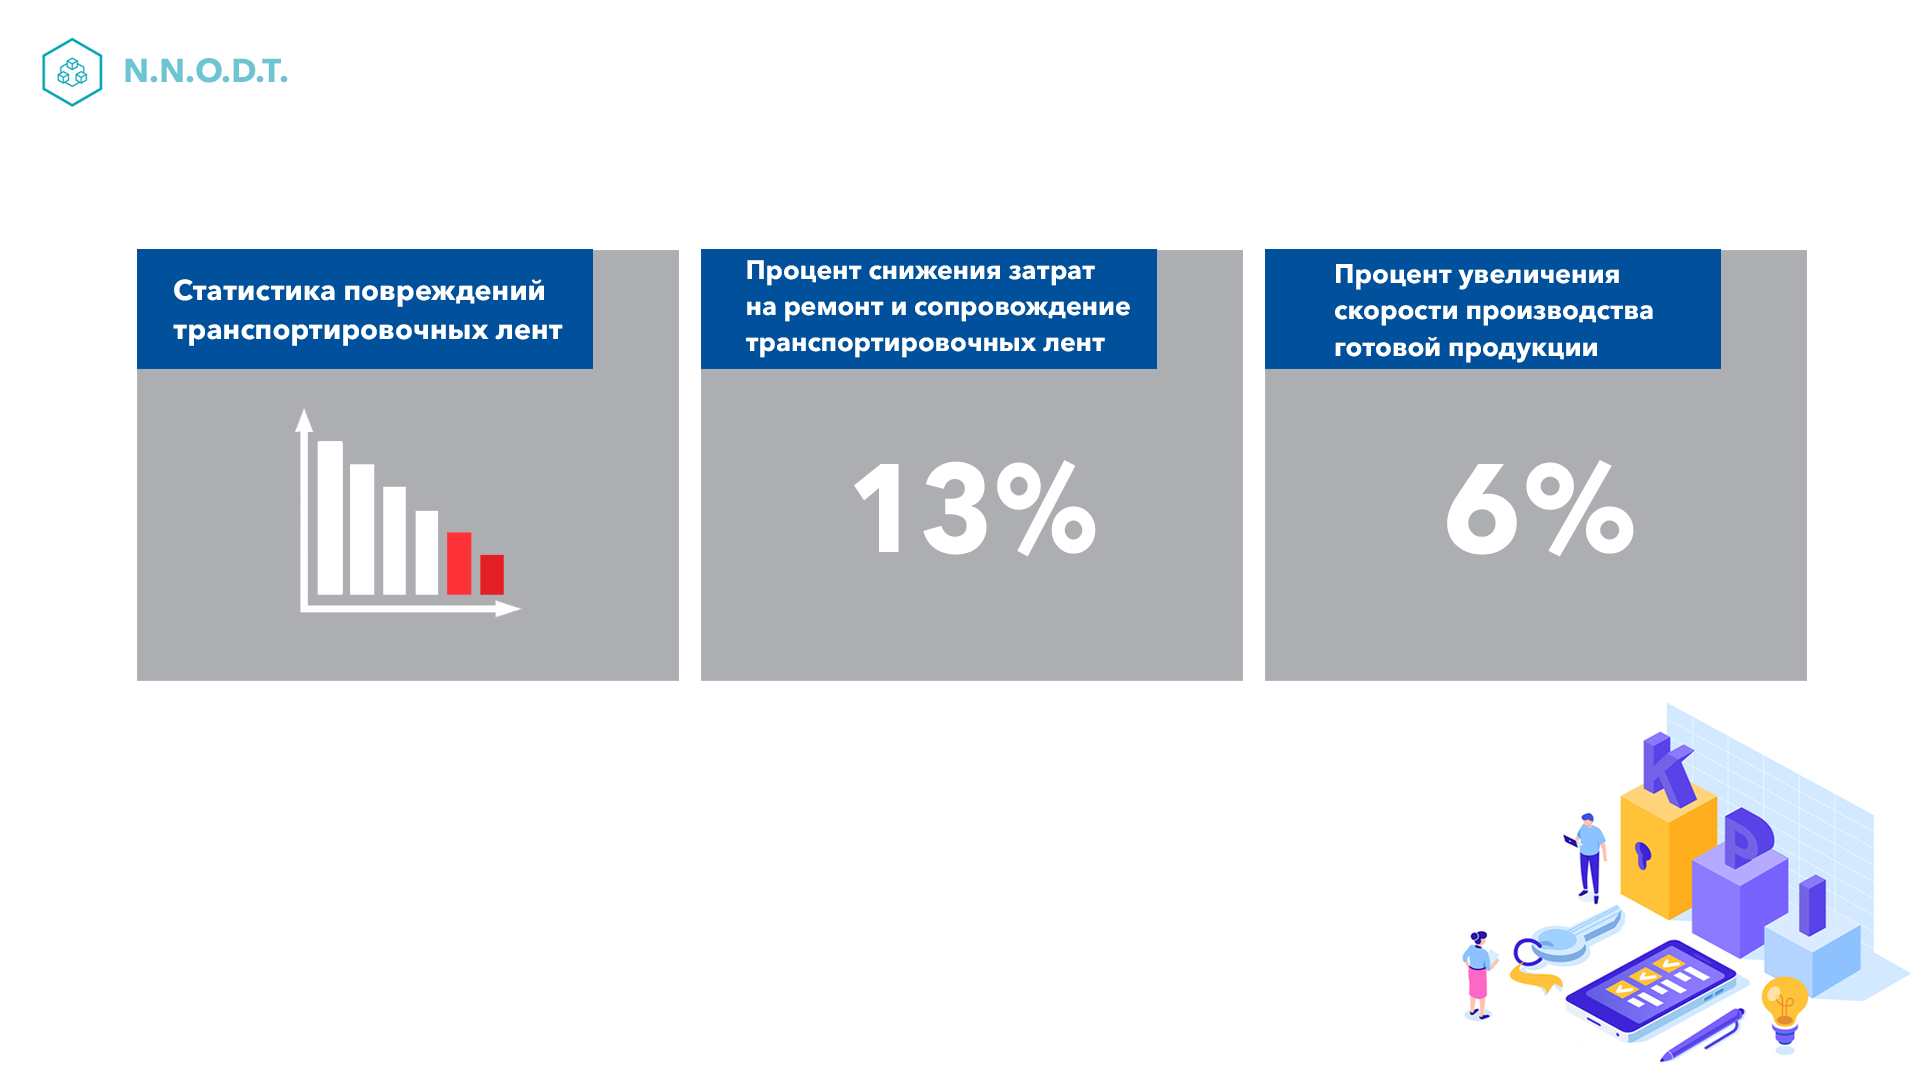 N.N.O.D.T.
Статистика повреждений
транспортировочных лент
Процент снижения затрат
на ремонт и сопровождение
транспортировочных лент
13%
Процент увеличения
скорости производства
готовой продукции
6%
K
P
I